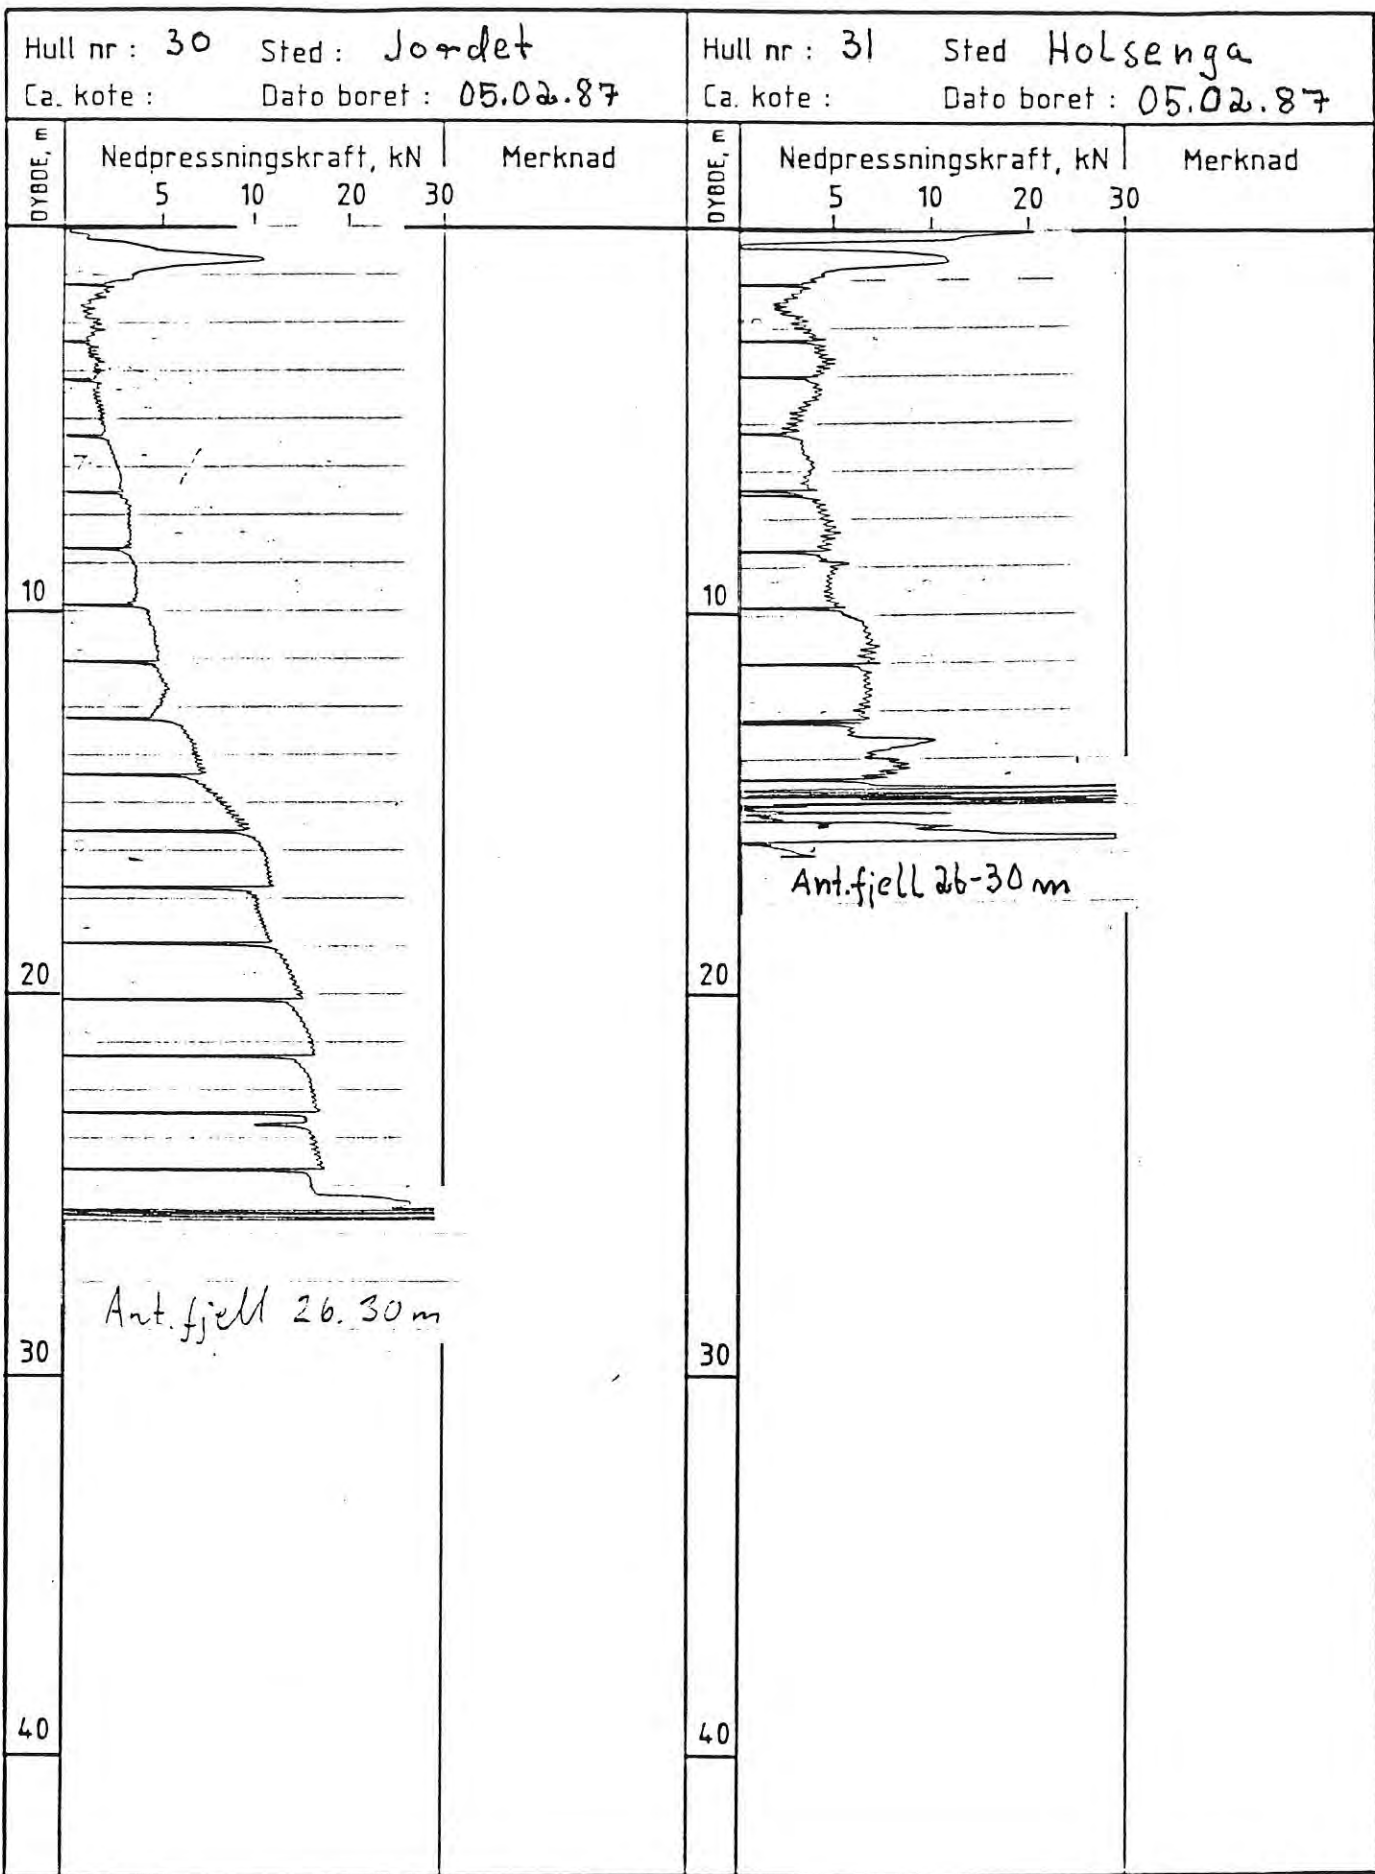 Hull nr : 30 Sted : Jordet
Ca. kote : Dato boret : 05.02.87
DYBDE, m
Nedpressningskraft, kN Merknad
5 10 20 30
10
20
Ant. fjell 26.30 m
30
40
Hull nr : 31 Sted Holsenga
Ca. kote : Dato boret : 05.02.87
DYBDE, m
Nedpressningskraft, kN Merknad
5 10 20 30
10
Ant. fjell 26-30 m
20
30
40